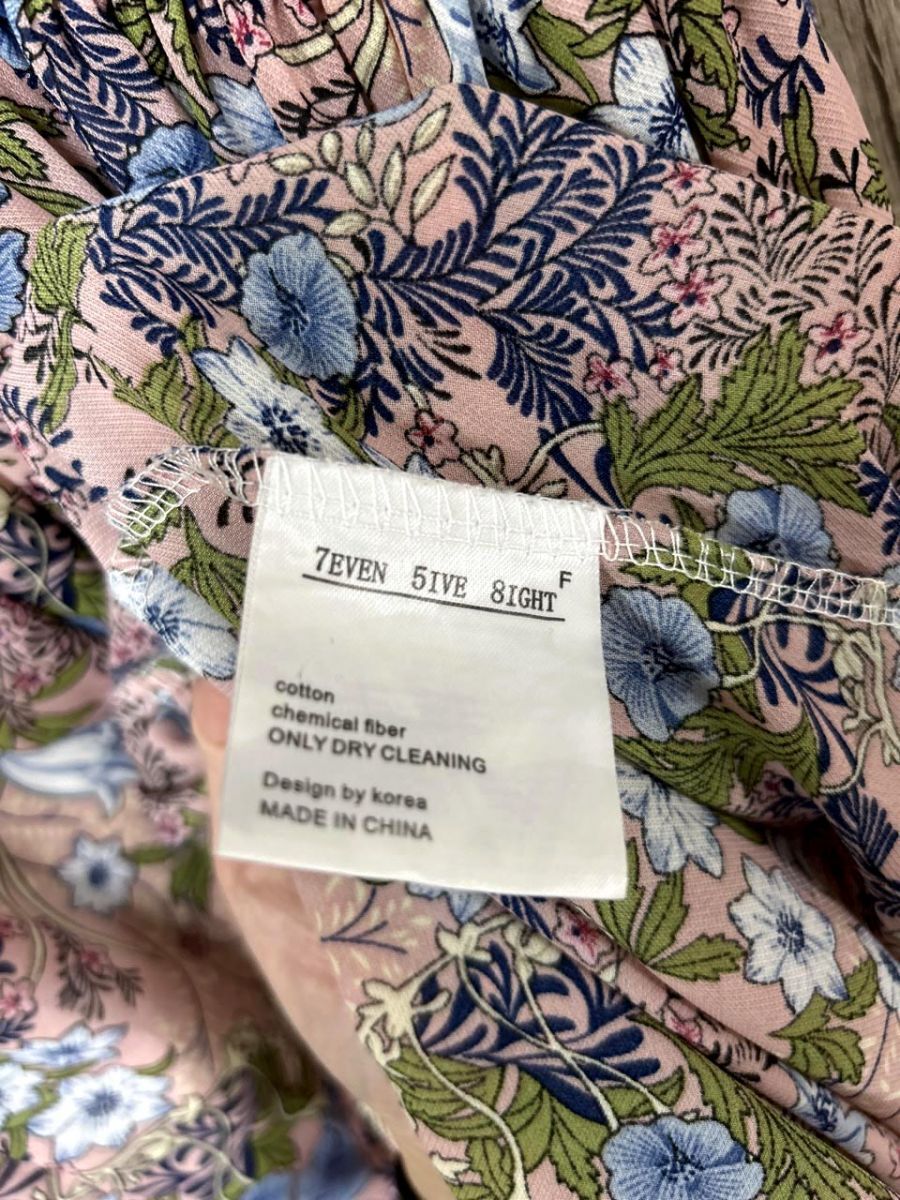 7EVEN 5IVE 8IGHT F
cotton
chemical fiber
ONLY DRY CLEANING
Design by korea
MADE IN CHINA